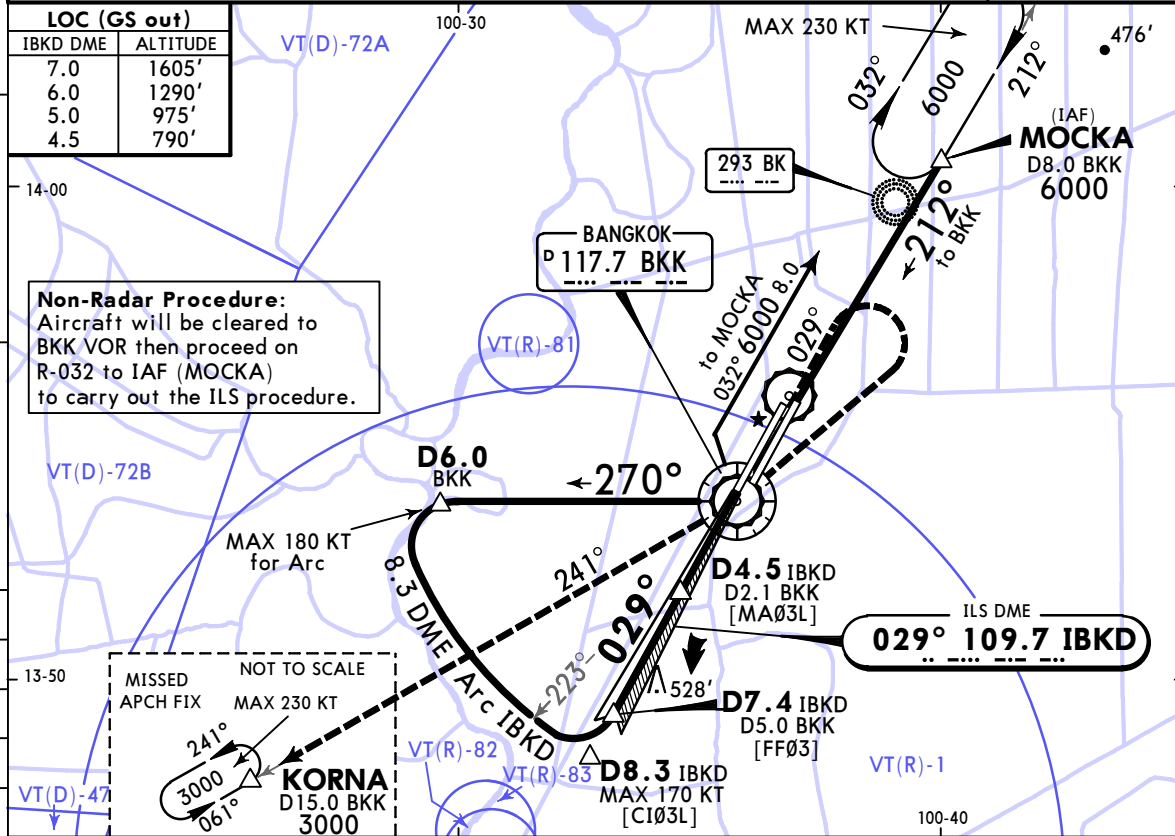 LOC (GS out)
IBKD DME ALTITUDE
7.0 1605'
6.0 1290'
5.0 975'
4.5 790'
VT(D)-72A
100-30
MAX 230 KT
476'
032°
6000
212°
(IAF)
MOCKA
D8.0 BKK
6000
293 BK
14-00
212°
to BKK
BANGKOK
D 117.7 BKK
to MOCKA
032° 6000 8.0
029°
Non-Radar Procedure:
Aircraft will be cleared to
BKK VOR then proceed on
R-032 to IAF (MOCKA)
to carry out the ILS procedure.
VT(R)-81
VT(D)-72B
D6.0
BKK
270°
MAX 180 KT
for Arc
8.3 DME Arc IBKD
241°
029°
223°
D4.5 IBKD
D2.1 BKK
[MAØ3L]
ILS DME
029° 109.7 IBKD
13-50
528'
D7.4 IBKD
D5.0 BKK
[FFØ3]
NOT TO SCALE
MISSED
APCH FIX
MAX 230 KT
241°
3000
061°
KORNA
D15.0 BKK
3000
VT(R)-82
VT(R)-83
D8.3 IBKD
MAX 170 KT
[CIØ3L]
VT(R)-1
VT(D)-47
100-40